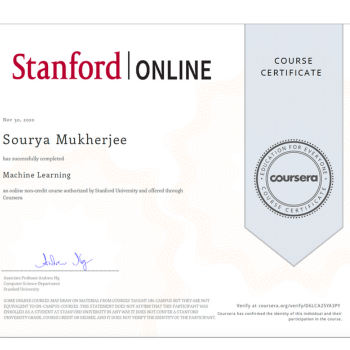 Stanford | ONLINE
COURSE
CERTIFICATE
Nov 30, 2020
Sourya Mukherjee
has successfully completed
Machine Learning
an online non-credit course authorized by Stanford University and offered through
Coursera
EDUCATION FOR EVERYONE
coursera
COURSE CERTIFICATE
Associate Professor Andrew Ng
Computer Science Department
Stanford University
SOME ONLINE COURSES MAY DRAW ON MATERIAL FROM COURSES TAUGHT ON-CAMPUS BUT THEY ARE NOT
EQUIVALENT TO ON-CAMPUS COURSES. THIS STATEMENT DOES NOT AFFIRM THAT THIS PARTICIPANT WAS
ENROLLED AS A STUDENT AT STANFORD UNIVERSITY IN ANY WAY. IT DOES NOT CONFER A STANFORD
UNIVERSITY GRADE, COURSE CREDIT OR DEGREE, AND IT DOES NOT VERIFY THE IDENTITY OF THE PARTICIPANT.
Verify at coursera.org/verify/
Coursera has confirmed the identity of this individual and their
participation in the course.